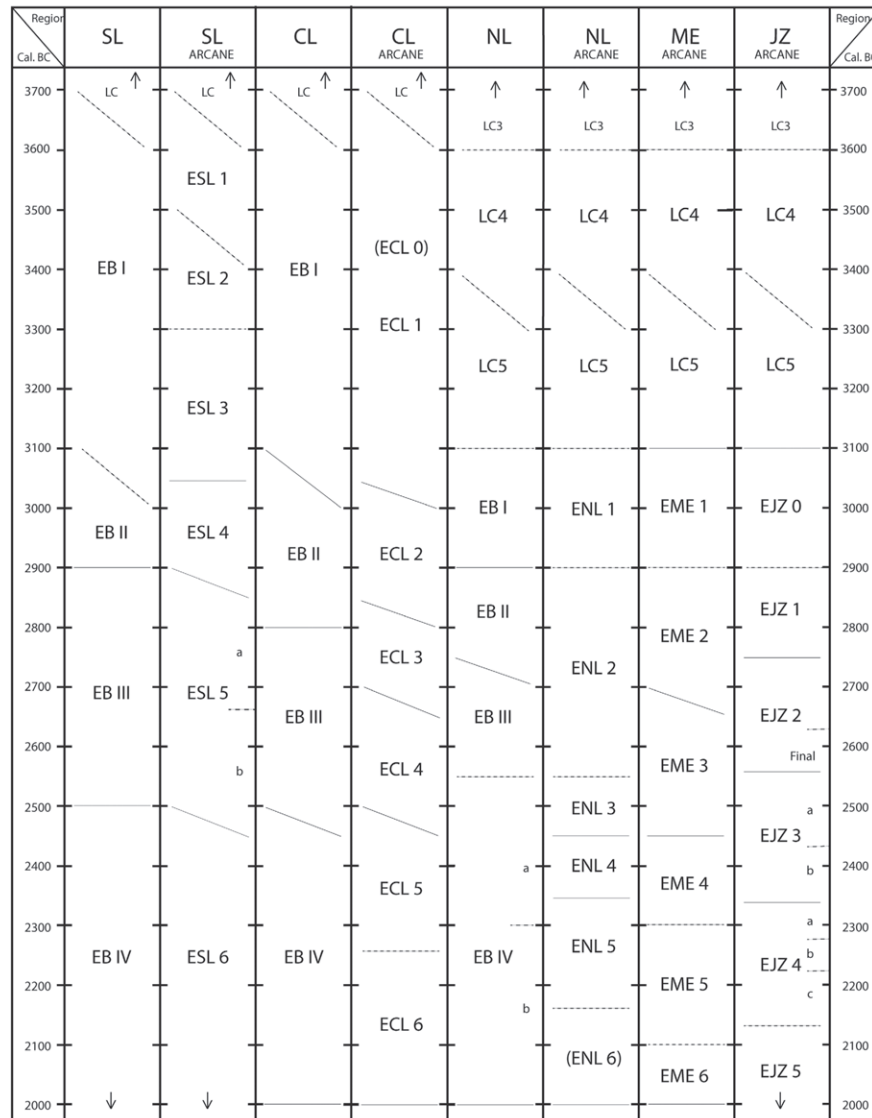 Region SL SL CL CL NL NL ME JZ Region
Cal. BC ARCANE ARCANE ARCANE ARCANE ARCANE Cal. BC
3700 LC LC LC LC 3700
LC3 LC3 LC3 LC3
3600 3600
ESL 1
3500 LC4 LC4 LC4 LC4 3500
(ECL 0)
3400 EB I ESL 2 EB I 3400
3300 ECL 1 3300
LC5 LC5 LC5 LC5
3200 ESL 3 3200
3100 3100
3000 EB I ENL 1 EME 1 EJZ 0 3000
EB II ESL 4 EB II ECL 2
2900 2900
EB II EJZ 1
2800 EME 2 2800
a ECL 3 ENL 2
2700 EB III ESL 5 2700
EB III EB III EJZ 2
2600 Final 2600
b ECL 4 EME 3
2500 ENL 3 a 2500
EJZ 3
2400 ECL 5 a ENL 4 EME 4 b 2400
2300 a 2300
EB IV ESL 6 EB IV EB IV ENL 5 EJZ 4 b
2200 EME 5 c 2200
ECL 6 b
2100 (ENL 6) 2100
EME 6 EJZ 5
2000 2000